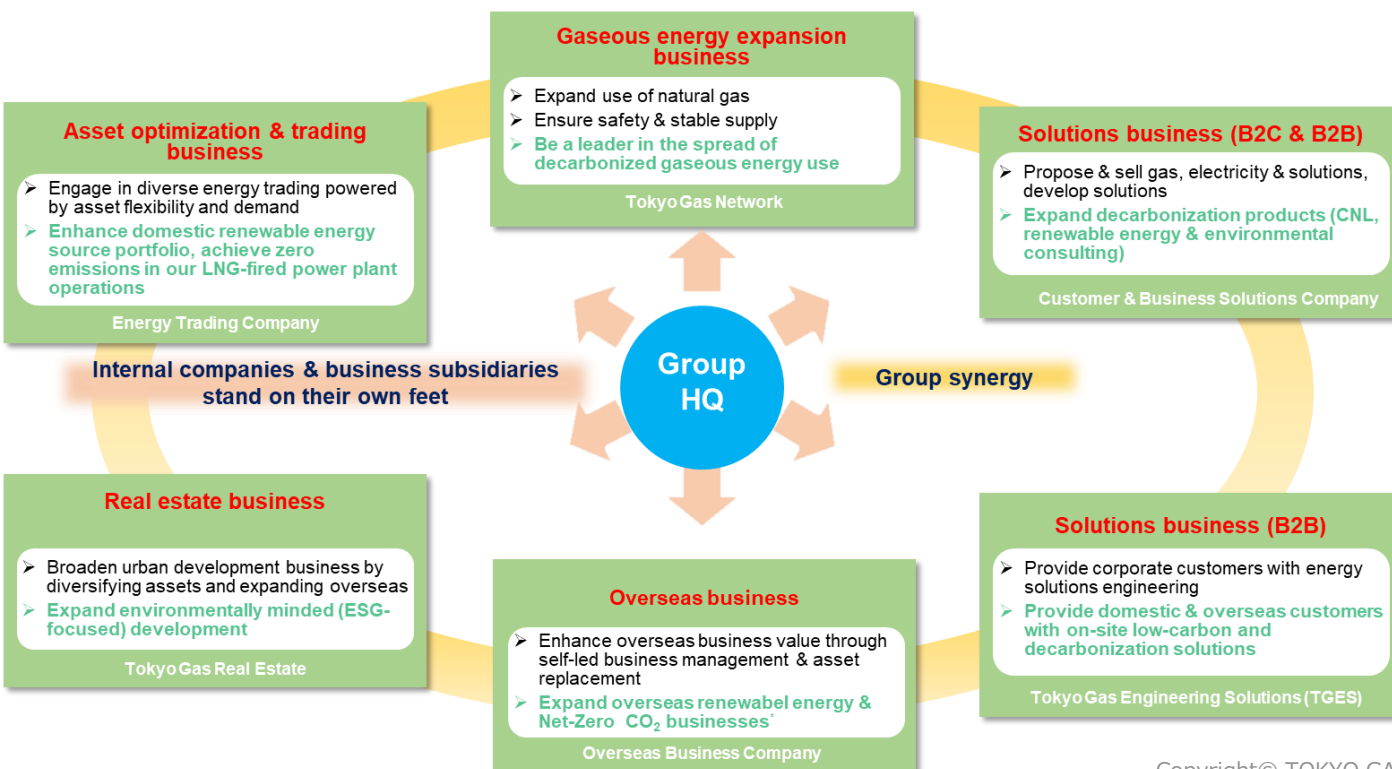 Gaseous energy expansion
business
➢ Expand use of natural gas
➢ Ensure safety & stable supply
➢ Be a leader in the spread of
decarbonized gaseous energy use
Tokyo Gas Network
Asset optimization & trading
business
➢ Engage in diverse energy trading powered
by asset flexibility and demand
➢ Enhance domestic renewable energy
source portfolio, achieve zero
emissions in our LNG-fired power plant
operations
Energy Trading Company
Solutions business (B2C & B2B)
➢ Propose & sell gas, electricity & solutions,
develop solutions
➢ Expand decarbonization products (CNL,
renewable energy & environmental
consulting)
Customer & Business Solutions Company
Internal companies & business subsidiaries
stand on their own feet
Group
HQ
Group synergy
Real estate business
➢ Broaden urban development business by
diversifying assets and expanding overseas
➢ Expand environmentally minded (ESG-
focused) development
Tokyo Gas Real Estate
Overseas business
➢ Enhance overseas business value through
self-led business management & asset
replacement
➢ Expand overseas renewabel energy &
Net-Zero CO₂ businesses*
Overseas Business Company
Solutions business (B2B)
➢ Provide corporate customers with energy
solutions engineering
➢ Provide domestic & overseas customers
with on-site low-carbon and
decarbonization solutions
Tokyo Gas Engineering Solutions (TGES)
Copyright© TOKYO GA